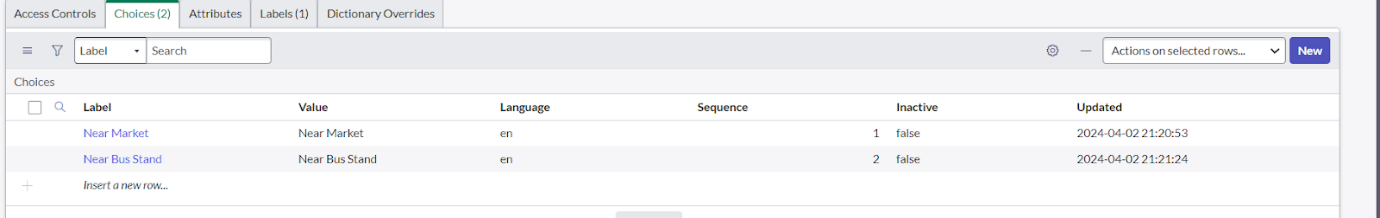 Access Controls Choices (2) Attributes Labels (1) Dictionary Overrides
Label Search Actions on selected rows... New
Choices
Label Value Language Sequence Inactive Updated
Near Market Near Market en 1 false 2024-04-02 21:20:53
Near Bus Stand Near Bus Stand en 2 false 2024-04-02 21:21:24
Insert a new row...